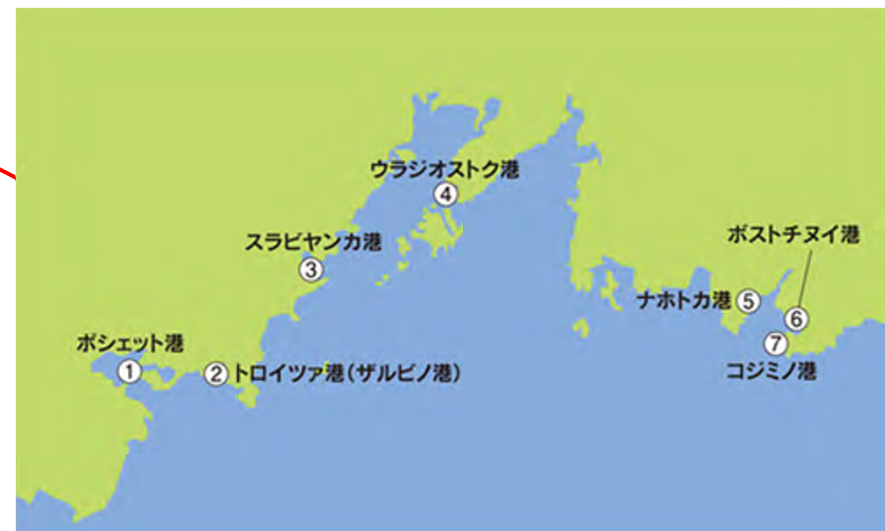 ウラジオストク港
④
スラビヤンカ港
③
ボストチヌイ港
ナホトカ港⑤
⑥
⑦
コジミノ港
ポシェット港
①
②トロイツァ港(ザルビノ港)